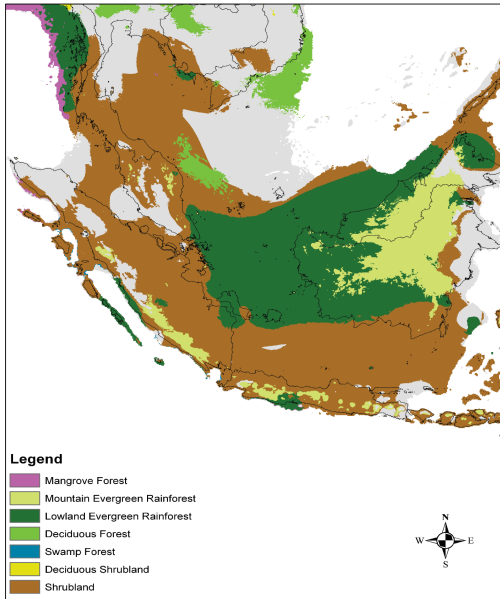 Legend
Mangrove Forest
Mountain Evergreen Rainforest
Lowland Evergreen Rainforest
Deciduous Forest
Swamp Forest
Deciduous Shrubland
Shrubland
N
W E
S